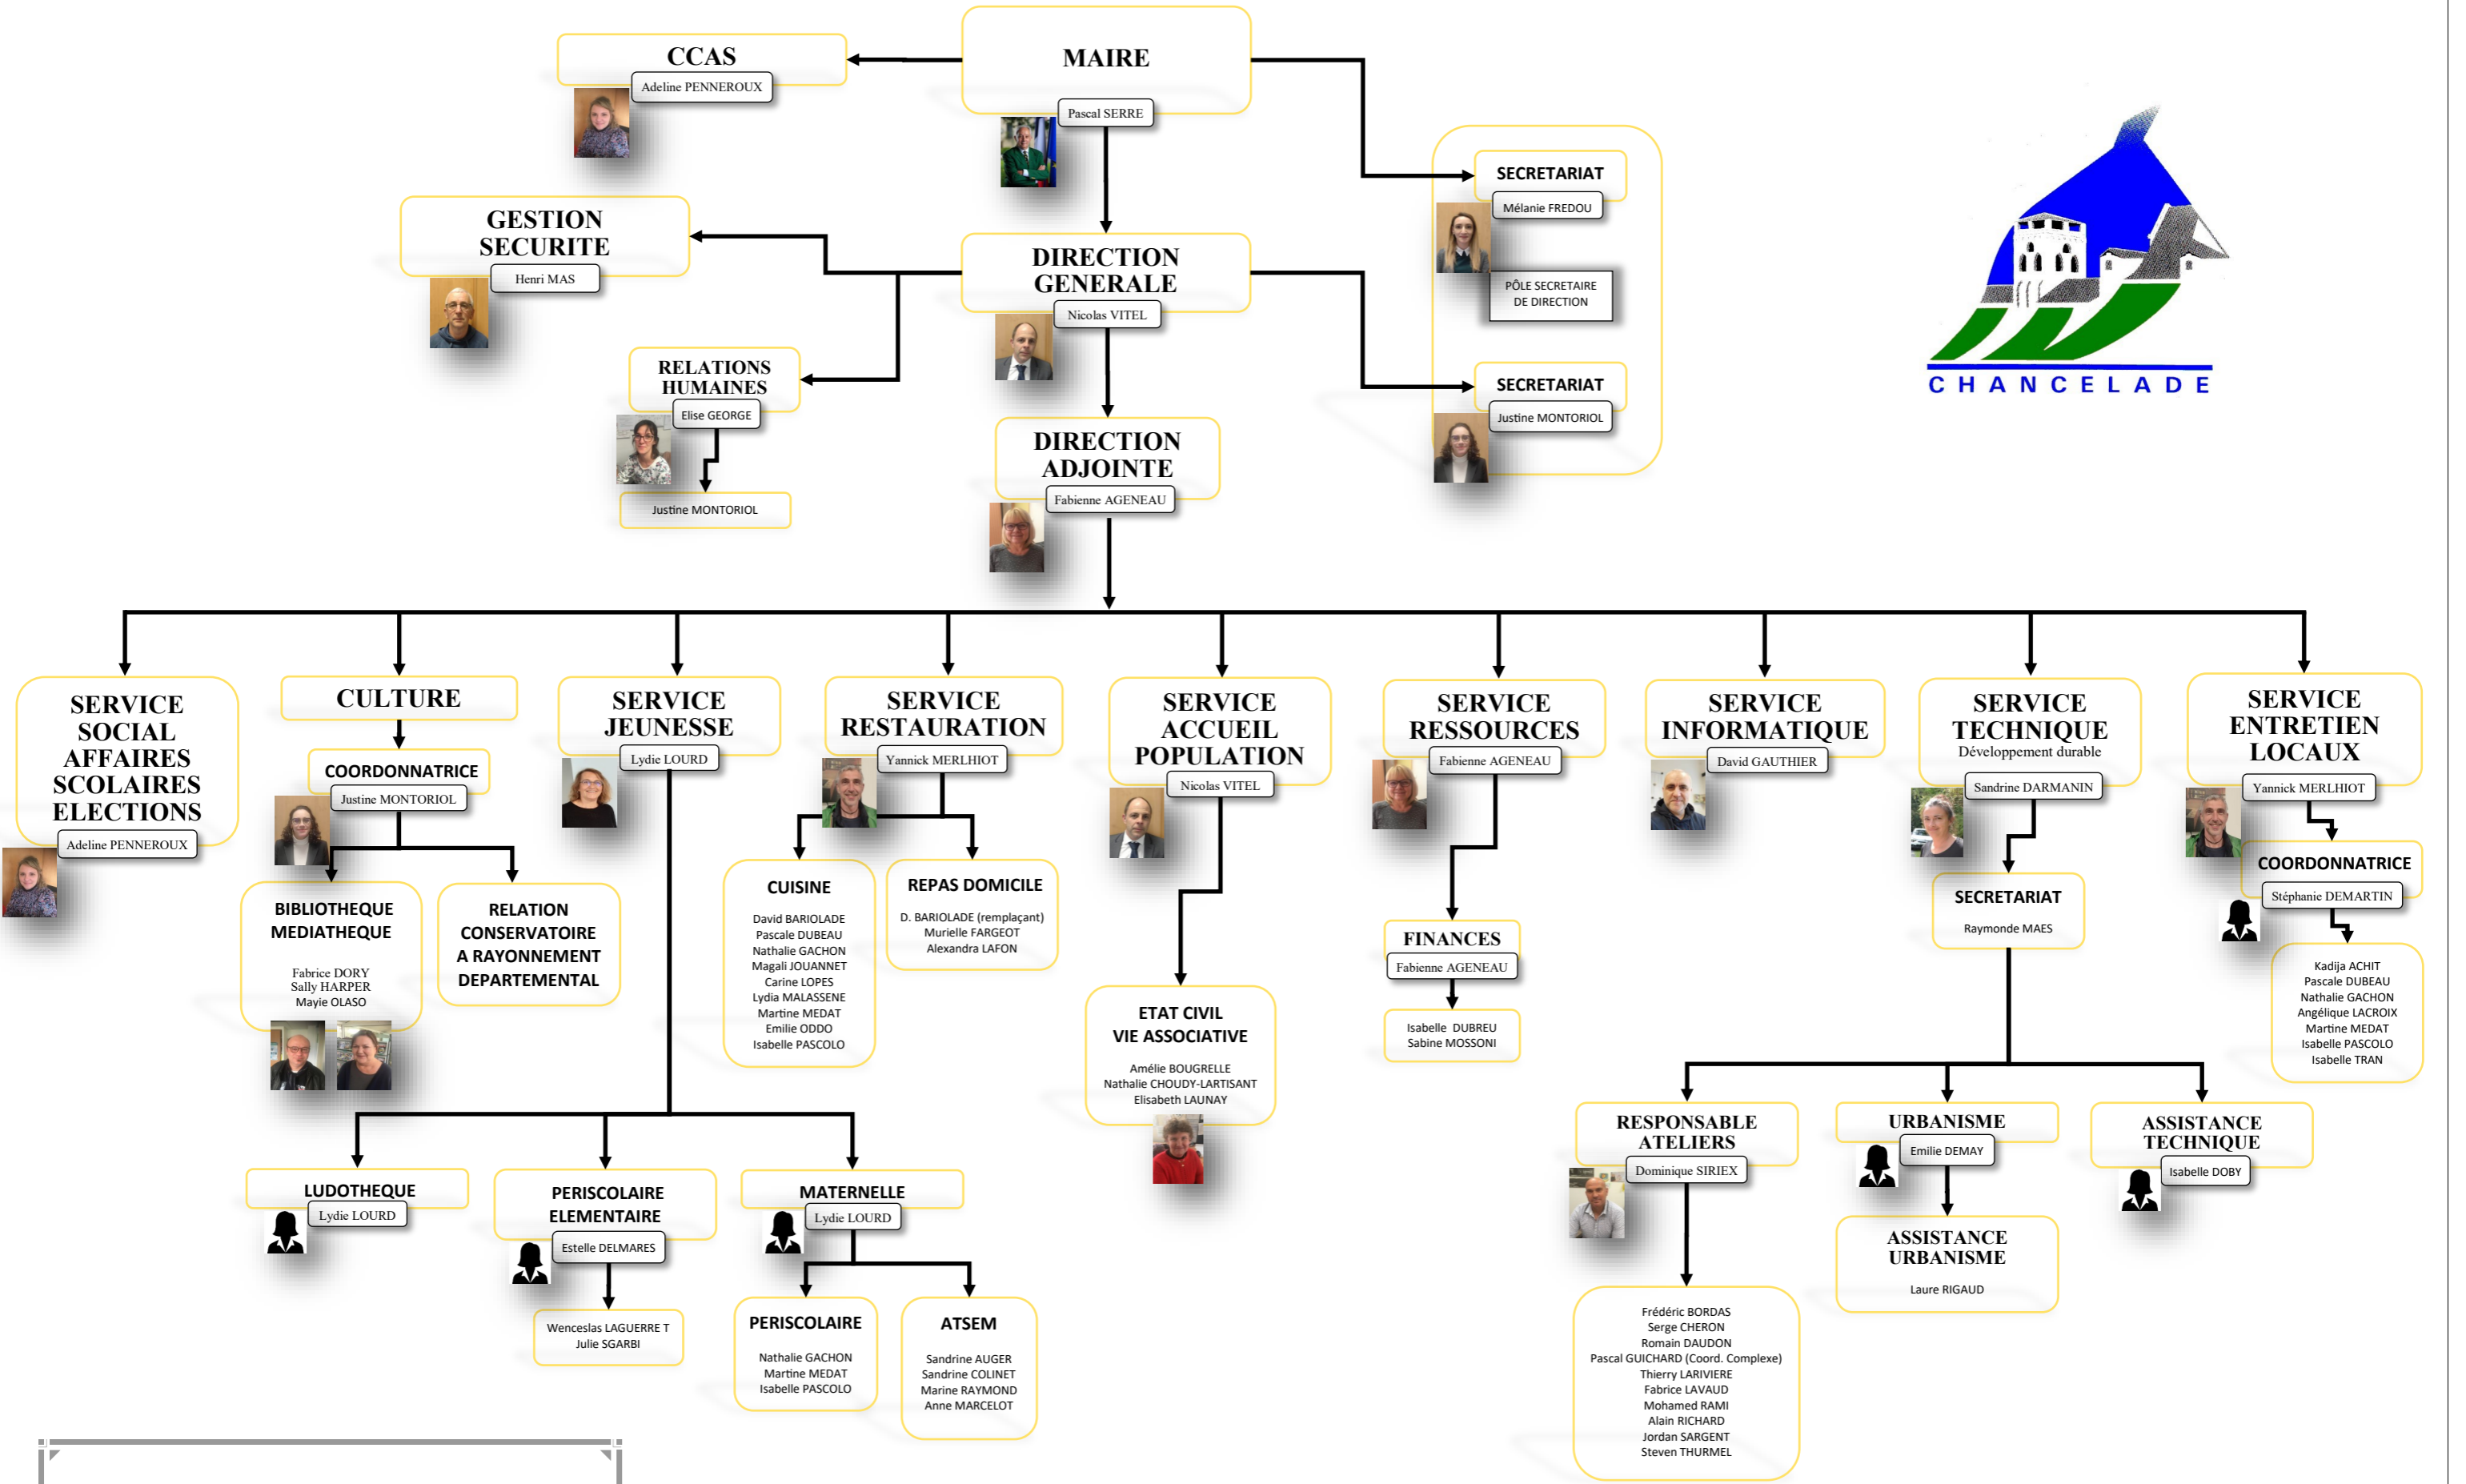 CCAS
Adeline PENNEROUX
MAIRE
Pascal SERRE
SECRETARIAT
Mélanie FREDOU
PÔLE SECRETAIRE
DE DIRECTION
SECRETARIAT
Justine MONTORIOL
CHANCELADE
GESTION
SECURITE
Henri MAS
DIRECTION
GENERALE
Nicolas VITEL
RELATIONS
HUMAINES
Elise GEORGE
Justine MONTORIOL
DIRECTION
ADJOINTE
Fabienne AGENEAU
SERVICE
SOCIAL
AFFAIRES
SCOLAIRES
ELECTIONS
Adeline PENNEROUX
CULTURE
COORDONNATRICE
Justine MONTORIOL
BIBLIOTHEQUE
MEDIATHEQUE
Fabrice DORY
Sally HARPER
Mayie OLASO
RELATION
CONSERVATOIRE
A RAYONNEMENT
DEPARTEMENTAL
SERVICE
JEUNESSE
Lydie LOURD
LUDOTHEQUE
Lydie LOURD
PERISCOLAIRE
ELEMENTAIRE
Estelle DELMARES
Wenceslas LAGUERRE T
Julie SGARBI
MATERNELLE
Lydie LOURD
PERISCOLAIRE
Nathalie GACHON
Martine MEDAT
Isabelle PASCOLO
ATSEM
Sandrine AUGER
Sandrine COLINET
Marine RAYMOND
Anne MARCELOT
SERVICE
RESTAURATION
Yannick MERLHIOT
CUISINE
David BARIOLADE
Pascale DUBEAU
Nathalie GACHON
Magali JOUANNET
Carine LOPES
Lydia MALASSENE
Martine MEDAT
Emilie ODDO
Isabelle PASCOLO
REPAS DOMICILE
D. BARIOLADE (remplaçant)
Murielle FARGEOT
Alexandra LAFON
SERVICE
ACCUEIL
POPULATION
Nicolas VITEL
ETAT CIVIL
VIE ASSOCIATIVE
Amélie BOUGRELLE
Nathalie CHOUDY-LARTISANT
Elisabeth LAUNAY
SERVICE
RESSOURCES
Fabienne AGENEAU
FINANCES
Fabienne AGENEAU
Isabelle DUBREU
Sabine MOSSONI
SERVICE
INFORMATIQUE
David GAUTHIER
SERVICE
TECHNIQUE
Développement durable
Sandrine DARMANIN
SECRETARIAT
Raymonde MAES
RESPONSABLE
ATELIERS
Dominique SIRIEX
Frédéric BORDAS
Serge CHERON
Romain DAUDON
Pascal GUICHARD (Coord. Complexe)
Thierry LARIVIERE
Fabrice LAVAUD
Mohamed RAMI
Alain RICHARD
Jordan SARGENT
Steven THURMEL
URBANISME
Emilie DEMAY
ASSISTANCE
URBANISME
Laure RIGAUD
ASSISTANCE
TECHNIQUE
Isabelle DOBY
SERVICE
ENTRETIEN
LOCAUX
Yannick MERLHIOT
COORDONNATRICE
Stéphanie DEMARTIN
Kadija ACHIT
Pascale DUBEAU
Nathalie GACHON
Angélique LACROIX
Martine MEDAT
Isabelle PASCOLO
Isabelle TRAN